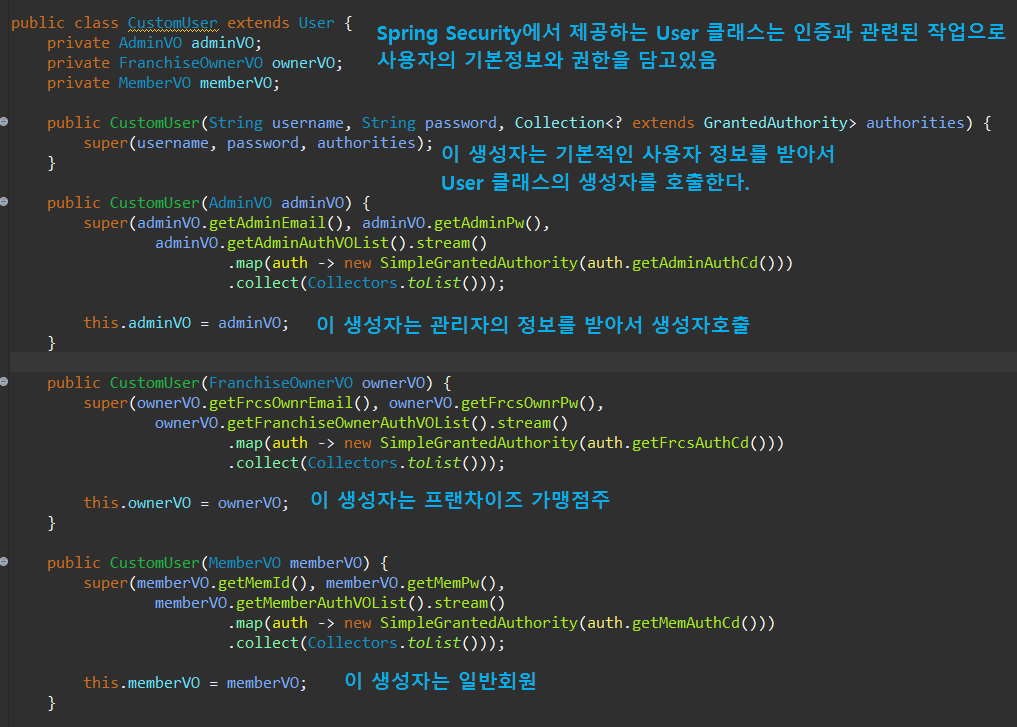 public class CustomUser extends User {
private AdminVO adminVO;
Spring Security에서 제공하는 User 클래스는 인증과 관련된 작업으로
private FranchiseOwnerVO ownerVO;
사용자의 기본정보와 권한을 담고있음
private MemberVO memberVO;
public CustomUser(String username, String password, Collection<? extends GrantedAuthority> authorities) {
super(username, password, authorities);
이 생성자는 기본적인 사용자 정보를 받아서
}
User 클래스의 생성자를 호출한다.
public CustomUser(AdminVO adminVO) {
super(adminVO.getAdminEmail(), adminVO.getAdminPw(),
adminVO.getAdminAuthVOList().stream()
.map(auth -> new SimpleGrantedAuthority(auth.getAdminAuthCd()))
.collect(Collectors.toList()));
this.adminVO = adminVO; 이 생성자는 관리자의 정보를 받아서 생성자호출
}
public CustomUser(FranchiseOwnerVO ownerVO) {
super(ownerVO.getFrcsOwnrEmail(), ownerVO.getFrcsOwnrPw(),
ownerVO.getFranchiseOwnerAuthVOList().stream()
.map(auth -> new SimpleGrantedAuthority(auth.getFrcsAuthCd()))
.collect(Collectors.toList()));
this.ownerVO = ownerVO; 이 생성자는 프랜차이즈 가맹점주
}
public CustomUser(MemberVO memberVO) {
super(memberVO.getMemId(), memberVO.getMemPw(),
memberVO.getMemberAuthVOList().stream()
.map(auth -> new SimpleGrantedAuthority(auth.getMemAuthCd()))
.collect(Collectors.toList()));
this.memberVO = memberVO; 이 생성자는 일반회원
}